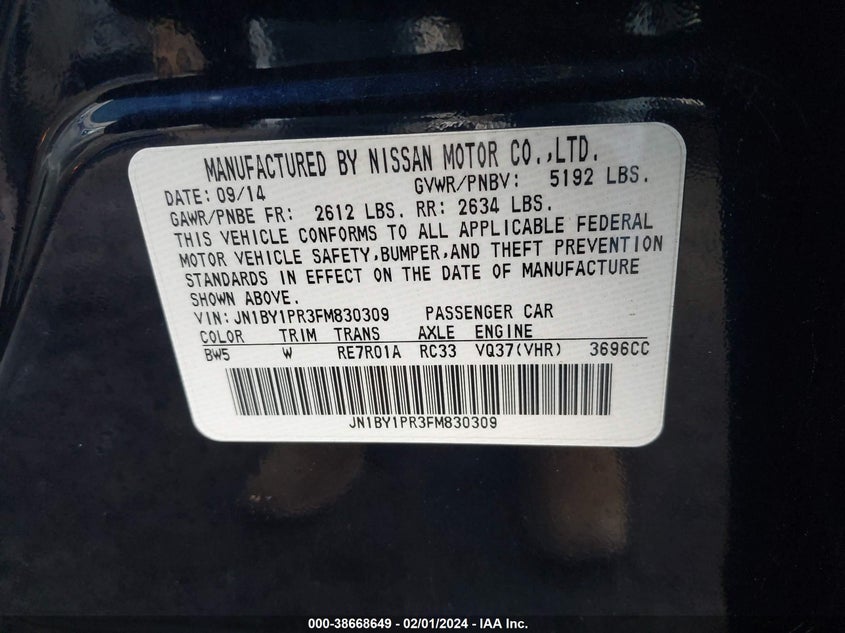 MANUFACTURED BY NISSAN MOTOR CO.,LTD.
DATE: 09/14 GVWR/PNBV: 5192 LBS.
GAWR/PNBE FR: 2612 LBS. RR: 2634 LBS.
THIS VEHICLE CONFORMS TO ALL APPLICABLE FEDERAL
MOTOR VEHICLE SAFETY,BUMPER,AND THEFT PREVENTION
STANDARDS IN EFFECT ON THE DATE OF MANUFACTURE
SHOWN ABOVE.
VIN: JN1BY1PR3FM830309 PASSENGER CAR
COLOR TRIM TRANS AXLE ENGINE
BW5 W RE7R01A RC33 VQ37(VHR) 3696CC
JN1BY1PR3FM830309
000-38668649 / 02/01/2024 - IAA Inc.